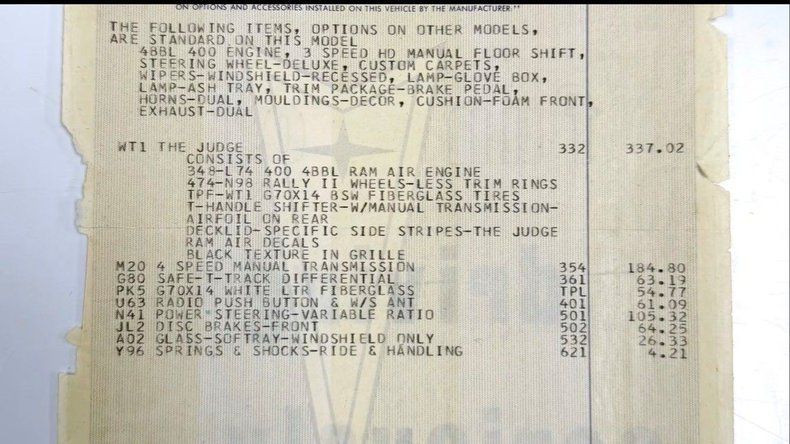 ON OPTIONS AND ACCESSORIES INSTALLED ON THIS VEHICLE BY THE MANUFACTURER.**
THE FOLLOWING ITEMS, OPTIONS ON OTHER MODELS,
ARE STANDARD ON THIS MODEL
4BBL 400 ENGINE, 3 SPEED HD MANUAL FLOOR SHIFT,
STEERING WHEEL-DELUXE, CUSTOM CARPETS,
WIPERS-WINDSHIELD-RECESSED, LAMP-GLOVE BOX,
LAMP-ASH TRAY, TRIM PACKAGE-BRAKE PEDAL,
HORNS-DUAL, MOULDINGS-DECOR, CUSHION-FOAM FRONT,
EXHAUST-DUAL
WT1 THE JUDGE 332 337.02
CONSISTS OF
348-L74 400 4BBL RAM AIR ENGINE
474-N98 RALLY II WHEELS-LESS TRIM RINGS
TPF-WT1 G70X14 BSW FIBERGLASS TIRES
T-HANDLE SHIFTER-W/MANUAL TRANSMISSION-
AIRFOIL ON REAR
DECKLID-SPECIFIC SIDE STRIPES-THE JUDGE
RAM AIR DECALS
BLACK TEXTURE IN GRILLE
M20 4 SPEED MANUAL TRANSMISSION 354 184.80
G80 SAFE-T-TRACK DIFFERENTIAL 361 63.19
PK5 G70X14 WHITE LTR FIBERGLASS TPL 54.77
U63 RADIO PUSH BUTTON & W/S ANT 401 61.09
N41 POWER STEERING-VARIABLE RATIO 501 105.32
JL2 DISC BRAKES-FRONT 502 64.25
A02 GLASS-SOFTRAY-WINDSHIELD ONLY 532 26.33
Y96 SPRINGS & SHOCKS-RIDE & HANDLING 621 4.21